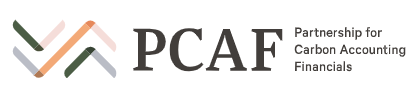 PCAF
Partnership for
Carbon Accounting
Financials